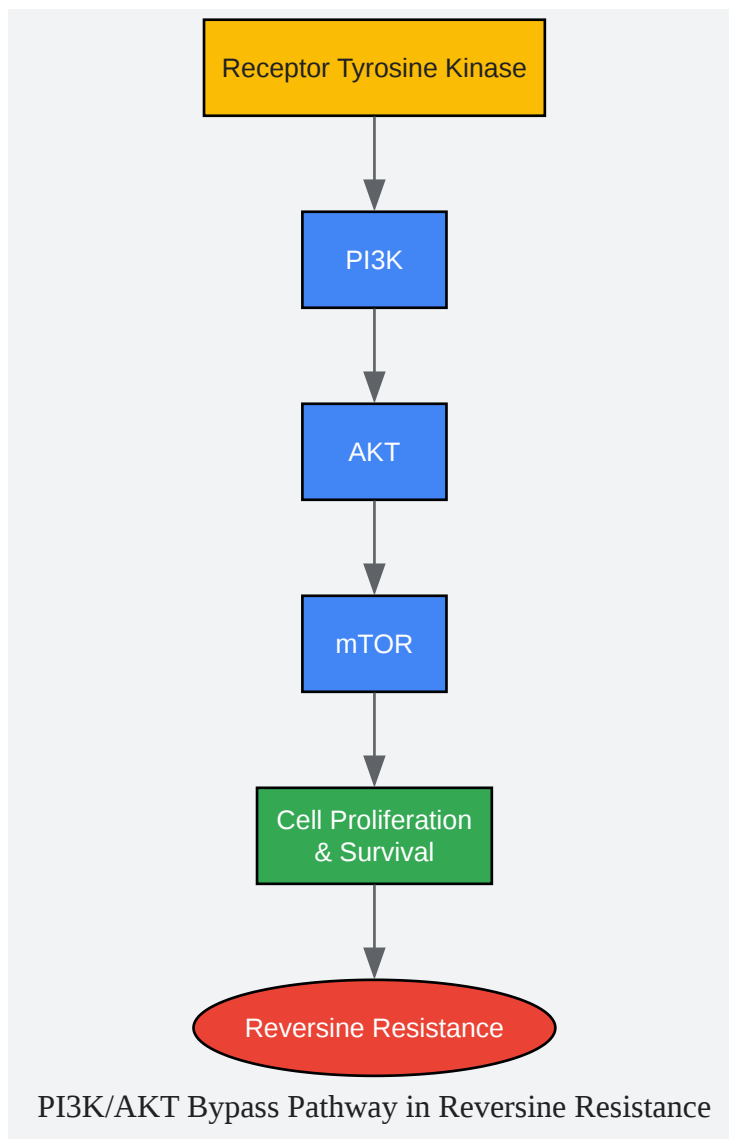 Receptor Tyrosine Kinase
PI3K
AKT
mTOR
Cell Proliferation
& Survival
Reversine Resistance
PI3K/AKT Bypass Pathway in Reversine Resistance